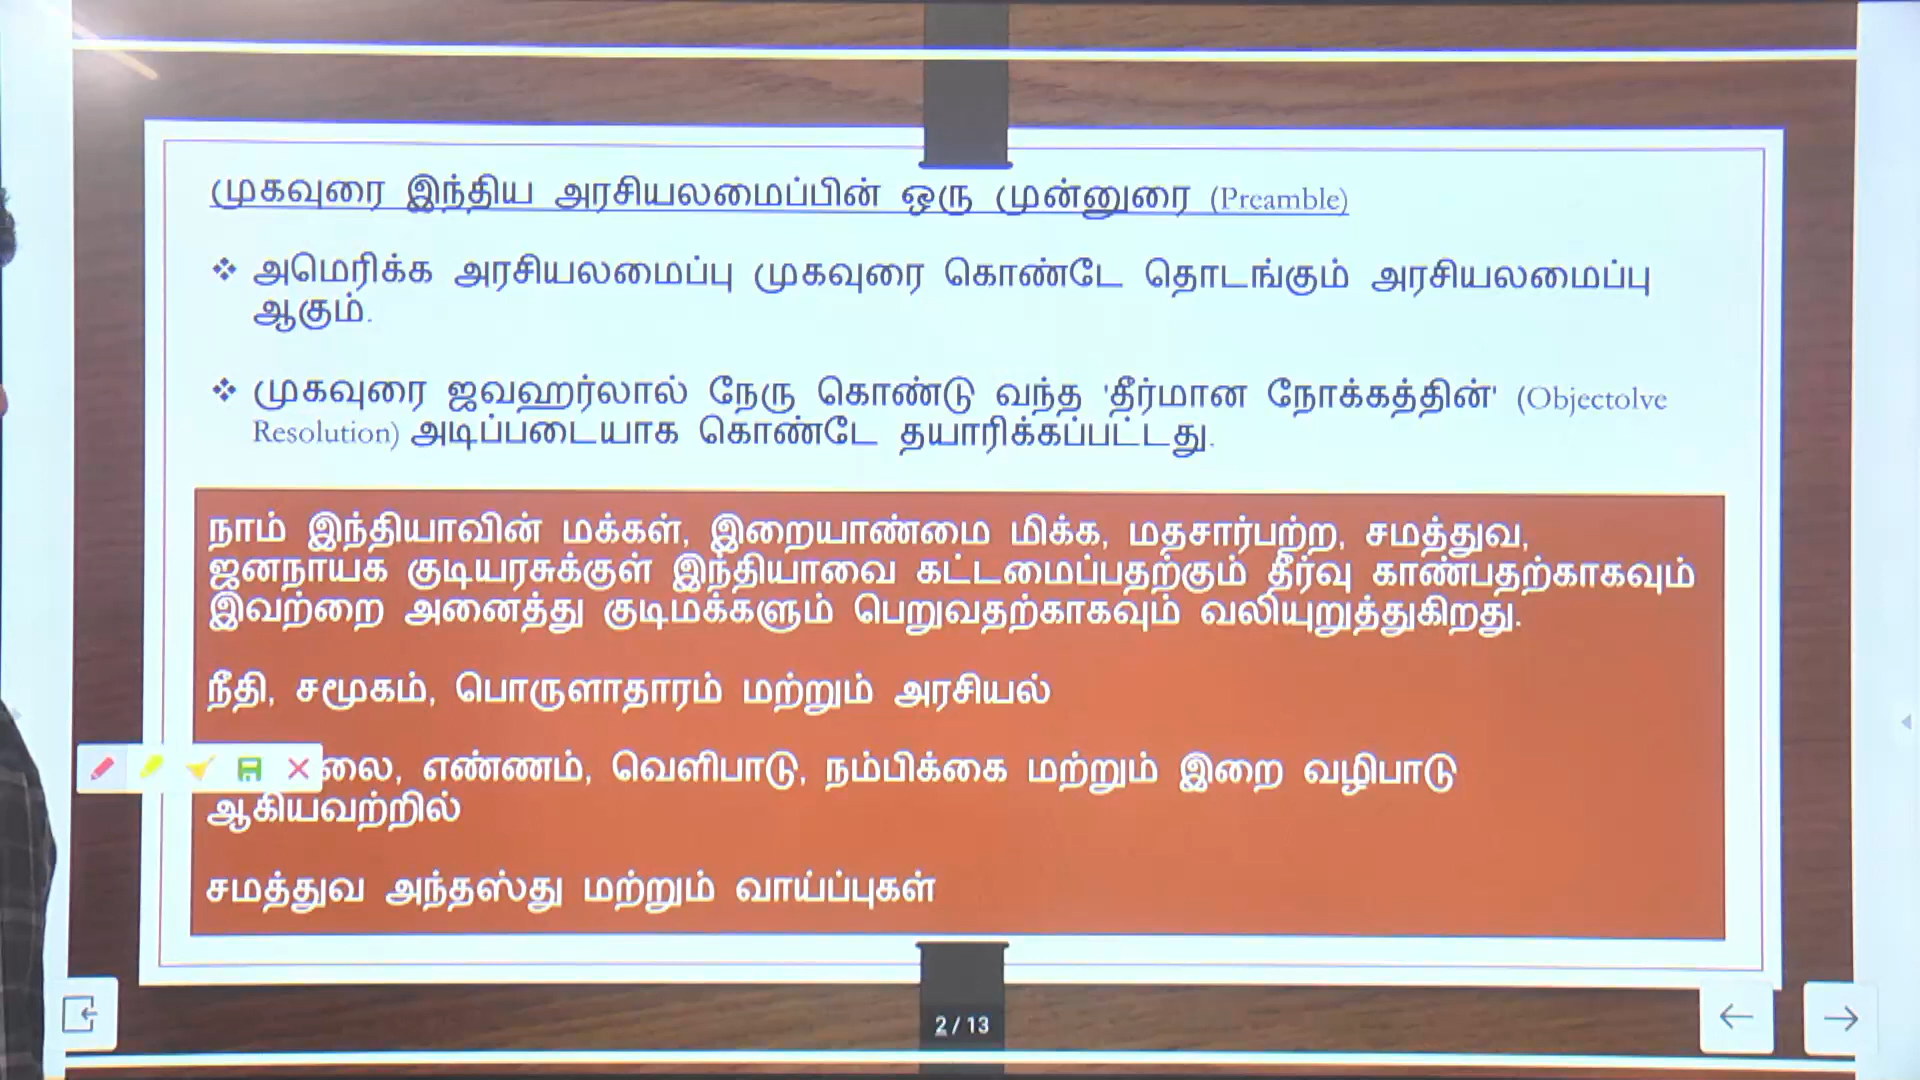 முகவுரை இந்திய அரசியலமைப்பின் ஒரு முன்னுரை (Preamble)
❖ அமெரிக்க அரசியலமைப்பு முகவுரை கொண்டே தொடங்கும் அரசியலமைப்பு
ஆகும்.
❖ முகவுரை ஜவஹர்லால் நேரு கொண்டு வந்த 'தீர்மான நோக்கத்தின்' (Objectolve
Resolution) அடிப்படையாக கொண்டே தயாரிக்கப்பட்டது.
நாம் இந்தியாவின் மக்கள், இறையாண்மை மிக்க, மதசார்பற்ற, சமத்துவ,
ஜனநாயக குடியரசுக்குள் இந்தியாவை கட்டமைப்பதற்கும் தீர்வு காண்பதற்காகவும்
இவற்றை அனைத்து குடிமக்களும் பெறுவதற்காகவும் வலியுறுத்துகிறது.
நீதி, சமூகம், பொருளாதாரம் மற்றும் அரசியல்
லை, எண்ணம், வெளிபாடு, நம்பிக்கை மற்றும் இறை வழிபாடு
ஆகியவற்றில்
சமத்துவ அந்தஸ்து மற்றும் வாய்ப்புகள்
2 / 13